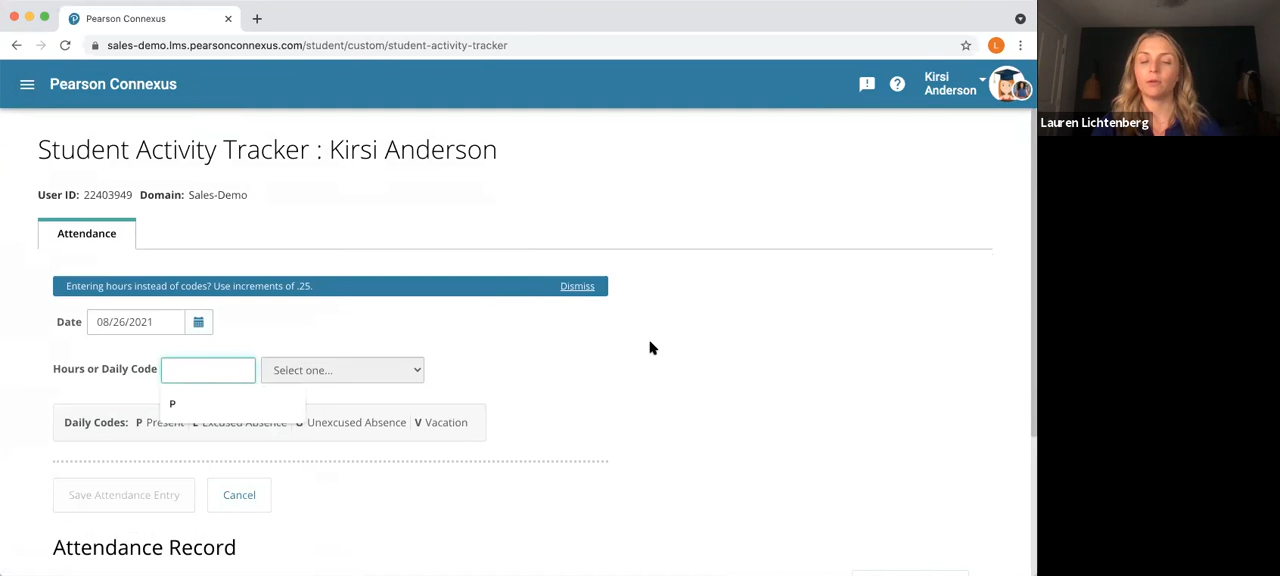 Pearson Connexus
sales-demo.lms.pearsonconnexus.com/student/custom/student-activity-tracker
L
Pearson Connexus
Kirsi
Anderson
Lauren Lichtenberg
Student Activity Tracker : Kirsi Anderson
User ID: 22403949 Domain: Sales-Demo
Attendance
Entering hours instead of codes? Use increments of .25. Dismiss
Date 08/26/2021
Hours or Daily Code Select one...
P
Daily Codes: P Present E Excused Absence | U Unexcused Absence | V Vacation
Save Attendance Entry Cancel
Attendance Record